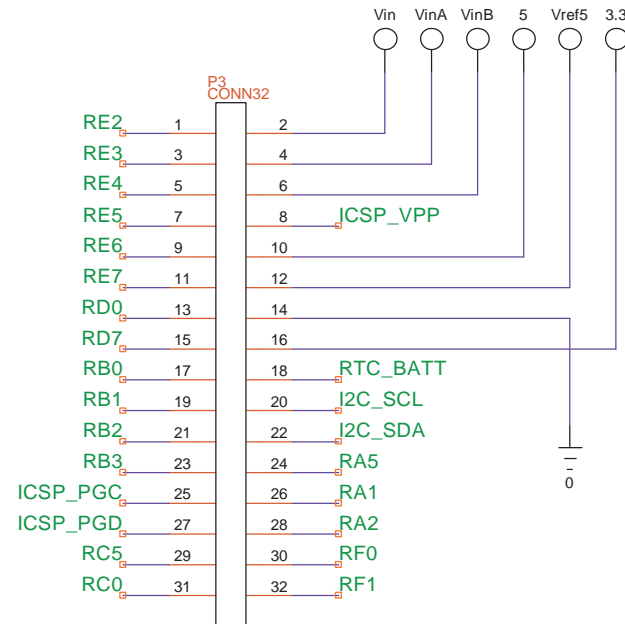 Vin VinA VinB 5 Vref5 3.3
P3
CONN32
RE2 1 2
RE3 3 4
RE4 5 6
RE5 7 8 ICSP_VPP
RE6 9 10
RE7 11 12
RD0 13 14
RD7 15 16
RB0 17 18 RTC_BATT
RB1 19 20 I2C_SCL
RB2 21 22 I2C_SDA
RB3 23 24 RA5
ICSP_PGC 25 26 RA1
ICSP_PGD 27 28 RA2
RC5 29 30 RF0
RC0 31 32 RF1
0